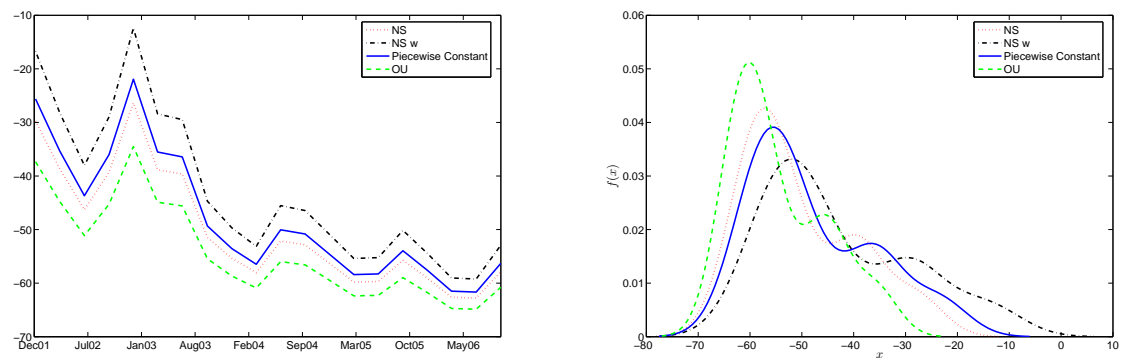 −10
−20
−30
−40
−50
−60
−70
Dec01 Jul02 Jan03 Aug03 Feb04 Sep04 Mar05 Oct05 May06
NS
NS w
Piecewise Constant
OU
0.06
0.05
0.04
0.03
0.02
0.01
0
f(x)
−80 −70 −60 −50 −40 −30 −20 −10 0 10
x
NS
NS w
Piecewise Constant
OU